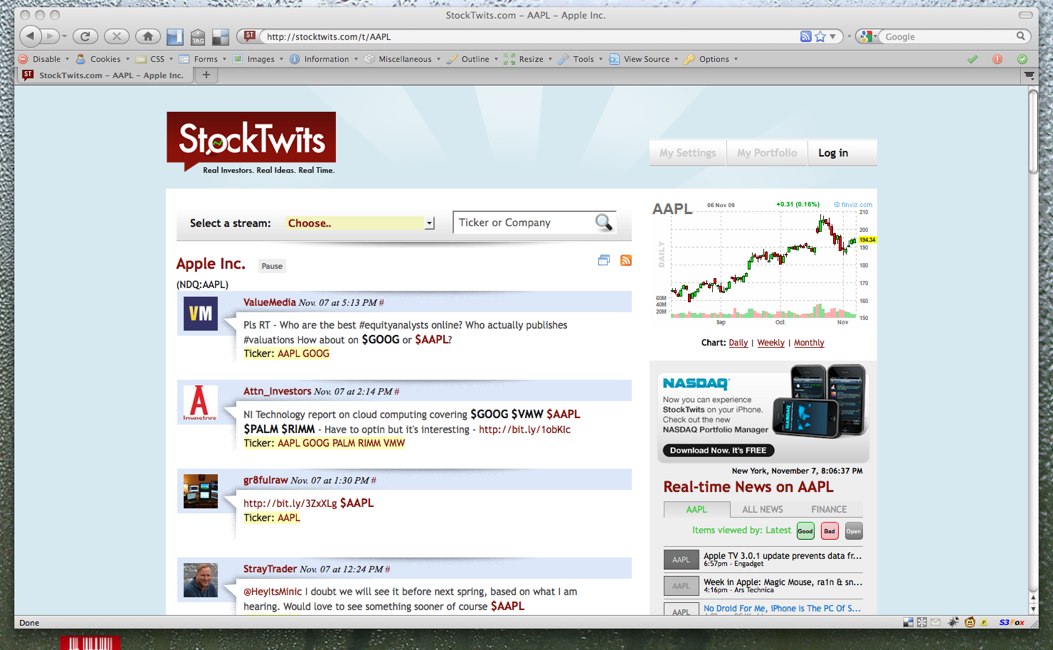 StockTwits.com – AAPL – Apple Inc.
http://stocktwits.com/t/AAPL
Google
Disable Cookies CSS Forms Images Information Miscellaneous Outline Resize Tools View Source Options
ST StockTwits.com – AAPL – Apple Inc.
StockTwits
Real Investors. Real Ideas. Real Time.
My Settings My Portfolio Log in
Select a stream: Choose.. Ticker or Company
Apple Inc. Pause
(NDQ:AAPL)
VM
ValueMedia Nov. 07 at 5:13 PM #
Pls RT - Who are the best #equityanalysts online? Who actually publishes
#valuations How about on $GOOG or $AAPL?
Ticker: AAPL GOOG
A
Investors
Attn_Investors Nov. 07 at 2:14 PM #
NI Technology report on cloud computing covering $GOOG $VMW $AAPL
$PALM $RIMM - Have to optin but it's interesting - http://bit.ly/1obKIc
Ticker: AAPL GOOG PALM RIMM VMW
gr8fulraw Nov. 07 at 1:30 PM #
http://bit.ly/3ZxXLg $AAPL
Ticker: AAPL
StrayTrader Nov. 07 at 12:24 PM #
@HeyItsMinic I doubt we will see it before next spring, based on what I am
hearing. Would love to see something sooner of course $AAPL
AAPL 06 Nov 09 +0.31 (0.16%) © finviz.com
DAILY
210
200
194.34
190
180
170
160
150
60M
40M
20M
Sep Oct Nov
Chart: Daily | Weekly | Monthly
NASDAQ
Now you can experience
StockTwits on your iPhone.
Check out the new
NASDAQ Portfolio Manager
Download Now. It's FREE
New York, November 7, 8:06:37 PM
Real-time News on AAPL
AAPL ALL NEWS FINANCE
Items viewed by: Latest Good Bad Open
AAPL Apple TV 3.0.1 update prevents data fr...
6:57pm - Engadget
AAPL Week in Apple: Magic Mouse, ra1n & sn...
4:16pm - Ars Technica
AAPL No Droid For Me, iPhone Is The PC Of S...
Done
S3Fox